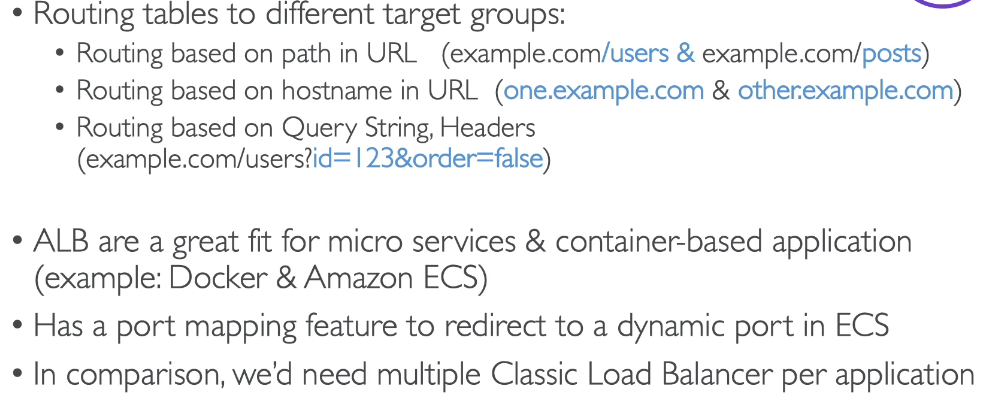 • Routing tables to different target groups:
• Routing based on path in URL (example.com/users & example.com/posts)
• Routing based on hostname in URL (one.example.com & other.example.com)
• Routing based on Query String, Headers
(example.com/users?id=123&order=false)
• ALB are a great fit for micro services & container-based application
(example: Docker & Amazon ECS)
• Has a port mapping feature to redirect to a dynamic port in ECS
• In comparison, we'd need multiple Classic Load Balancer per application